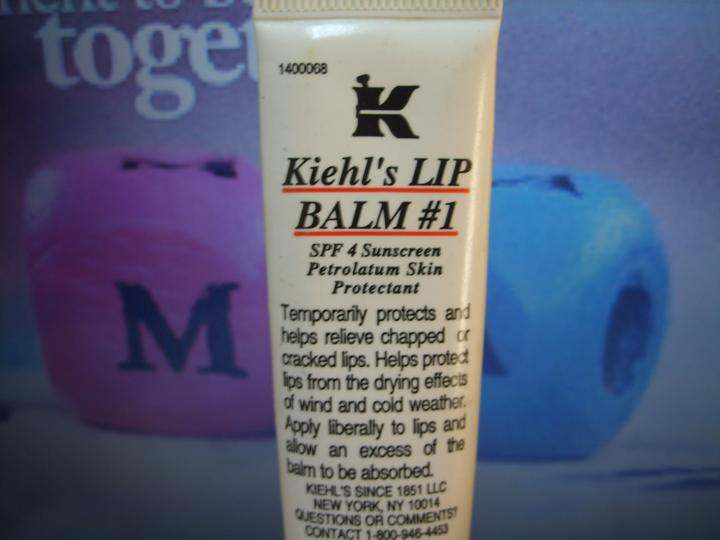 toget
1400068
K
Kiehl's LIP
BALM #1
SPF 4 Sunscreen
Petrolatum Skin
Protectant
Temporarily protects and
helps relieve chapped or
cracked lips. Helps protect
lips from the drying effects
of wind and cold weather.
Apply liberally to lips and
allow an excess of the
balm to be absorbed.
KIEHL'S SINCE 1851 LLC
NEW YORK, NY 10014
QUESTIONS OR COMMENTS?
CONTACT 1-800-946-4453
M